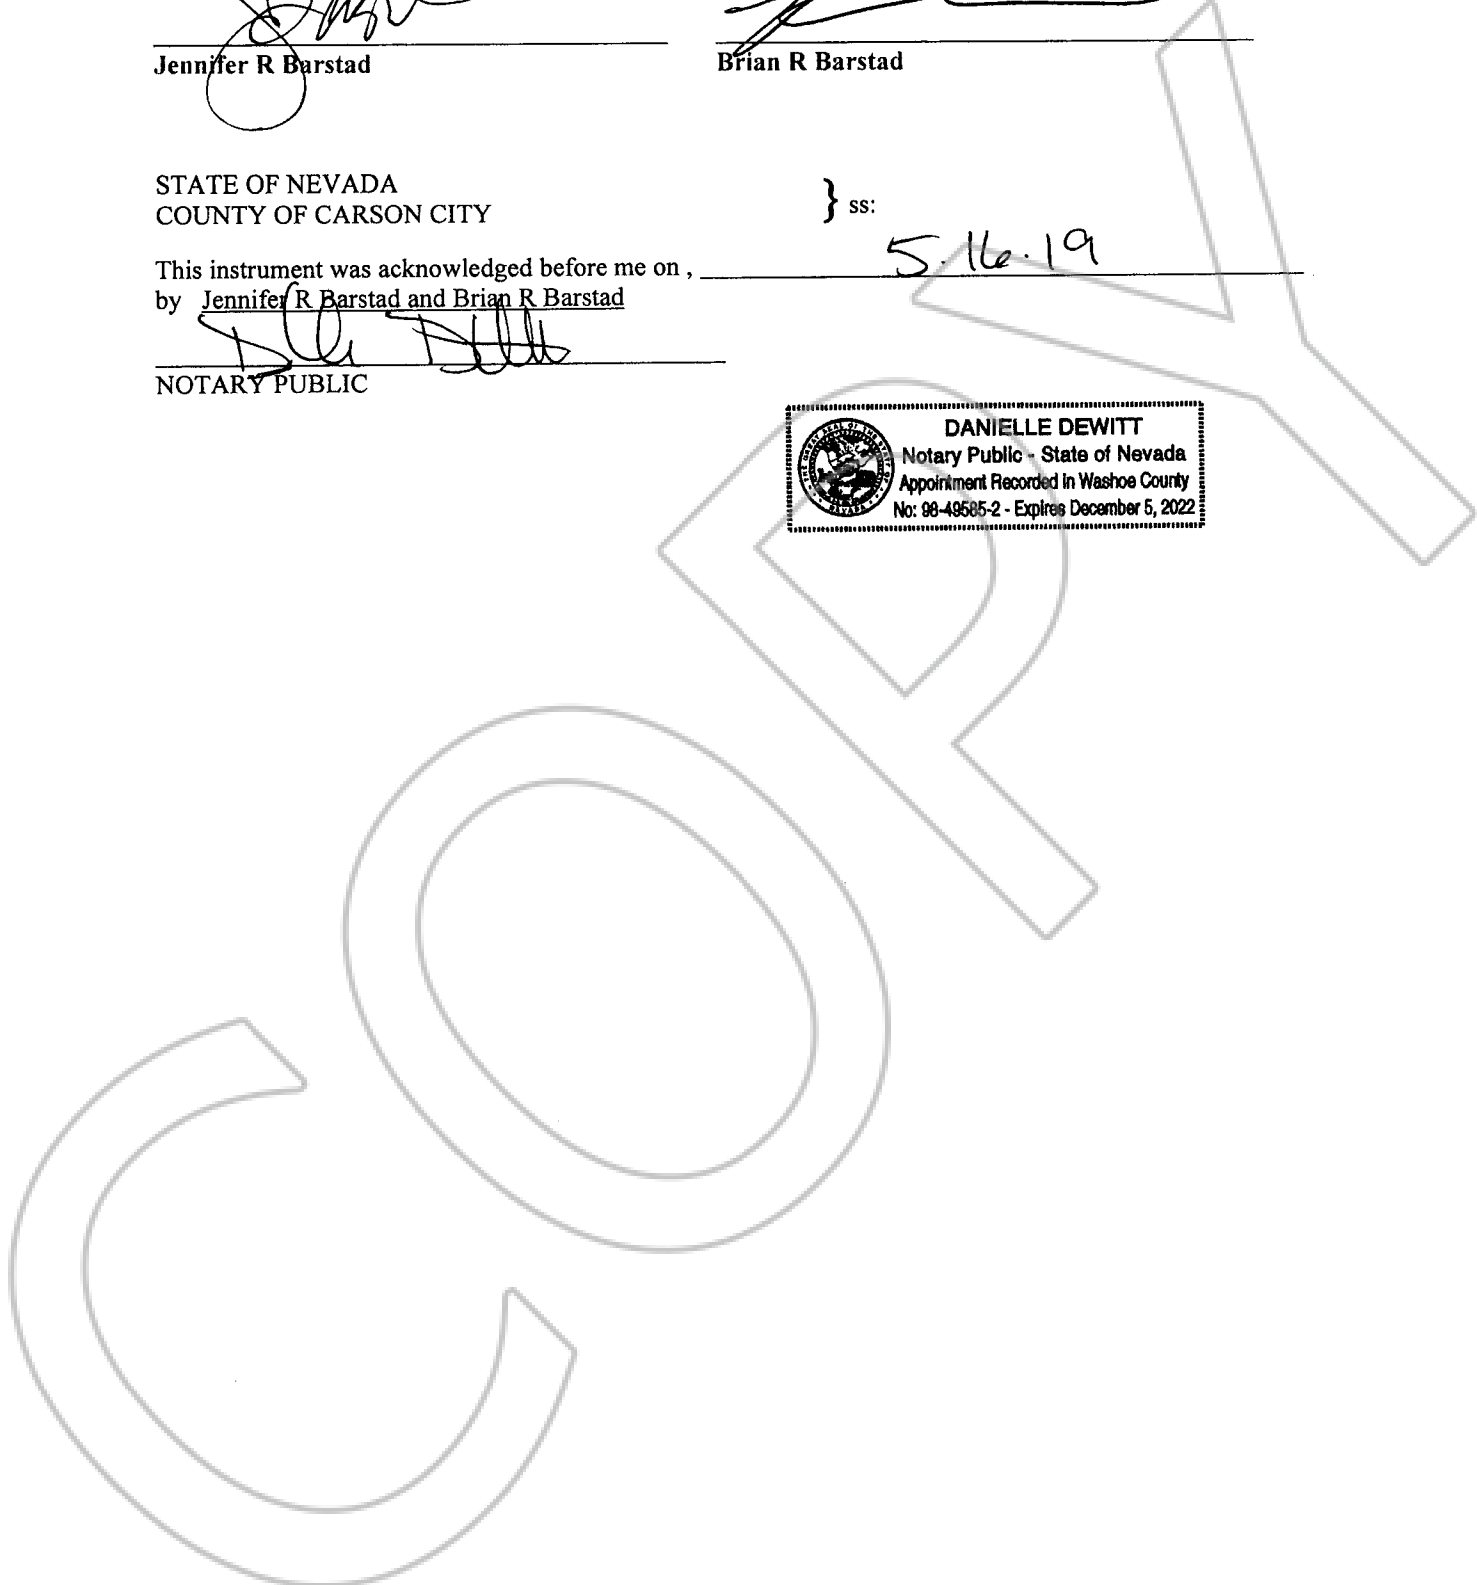 Jennifer R Barstad
Brian R Barstad
STATE OF NEVADA
COUNTY OF CARSON CITY
} ss:
This instrument was acknowledged before me on , 5.16.19
by Jennifer R Barstad and Brian R Barstad
NOTARY PUBLIC
DANIELLE DEWITT
Notary Public - State of Nevada
Appointment Recorded in Washoe County
No: 98-49585-2 - Expires December 5, 2022
COPY